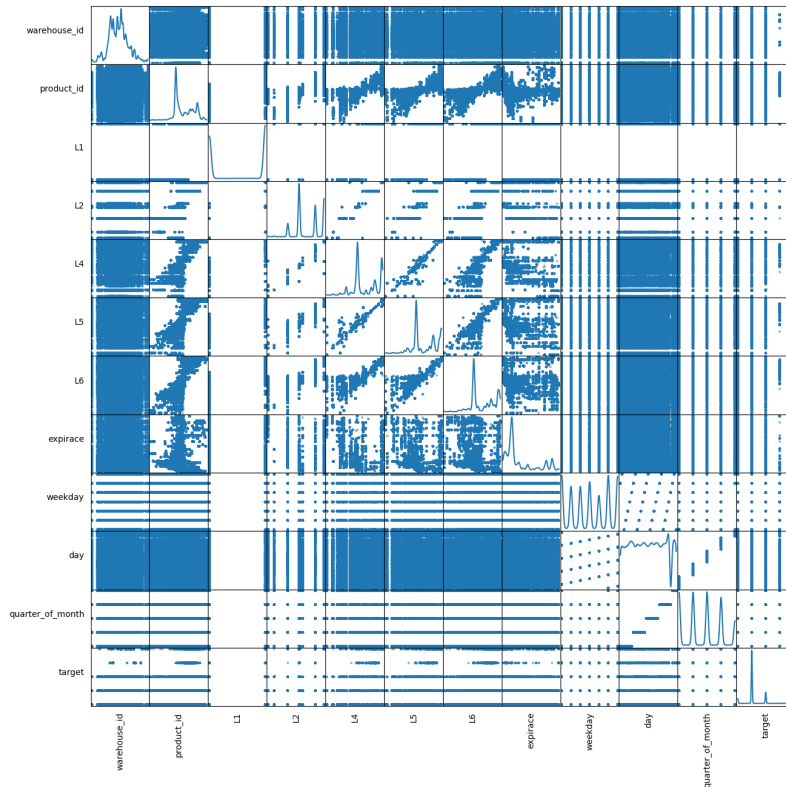 warehouse_id
product_id
L1
L2
L4
L5
L6
expirace
weekday
day
quarter_of_month
target
warehouse_id
product_id
L1
L2
L4
L5
L6
expirace
weekday
day
quarter_of_month
target